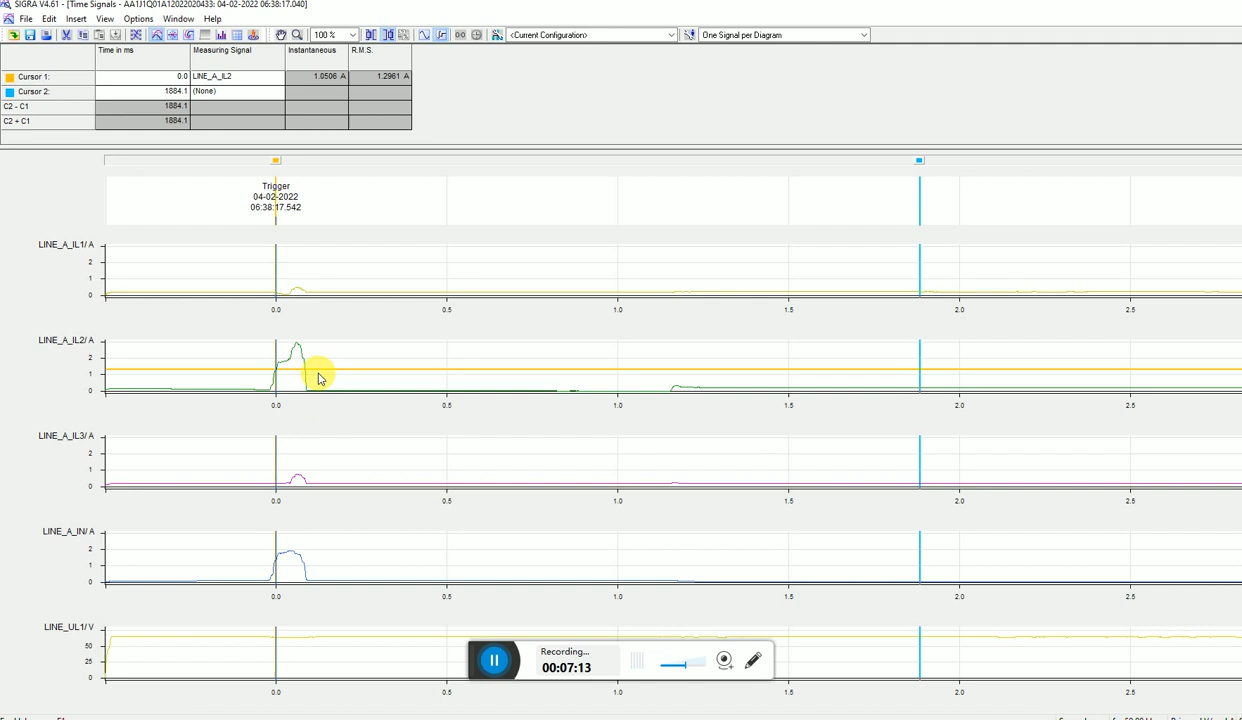 SIGRA V4.61 - [Time Signals - AA1J1Q01A12022020433: 04-02-2022 06:38:17.040]
File Edit Insert View Options Window Help
100 % <Current Configuration> One Signal per Diagram
Time in ms Measuring Signal Instantaneous R.M.S.
Cursor 1: 0.0 LINE_A_IL2 1.0506 A 1.2961 A
Cursor 2: 1884.1 (None)
C2 - C1 1884.1
C2 + C1 1884.1
Trigger
04-02-2022
06:38:17.542
LINE_A_IL1/ A
2
1
0
0.0 0.5 1.0 1.5 2.0 2.5
LINE_A_IL2/ A
2
1
0
0.0 0.5 1.0 1.5 2.0 2.5
LINE_A_IL3/ A
2
1
0
0.0 0.5 1.0 1.5 2.0 2.5
LINE_A_IN/ A
2
1
0
0.0 0.5 1.0 1.5 2.0 2.5
LINE_UL1/ V
50
25
0
0.0 1.5 2.0 2.5
Recording...
00:07:13